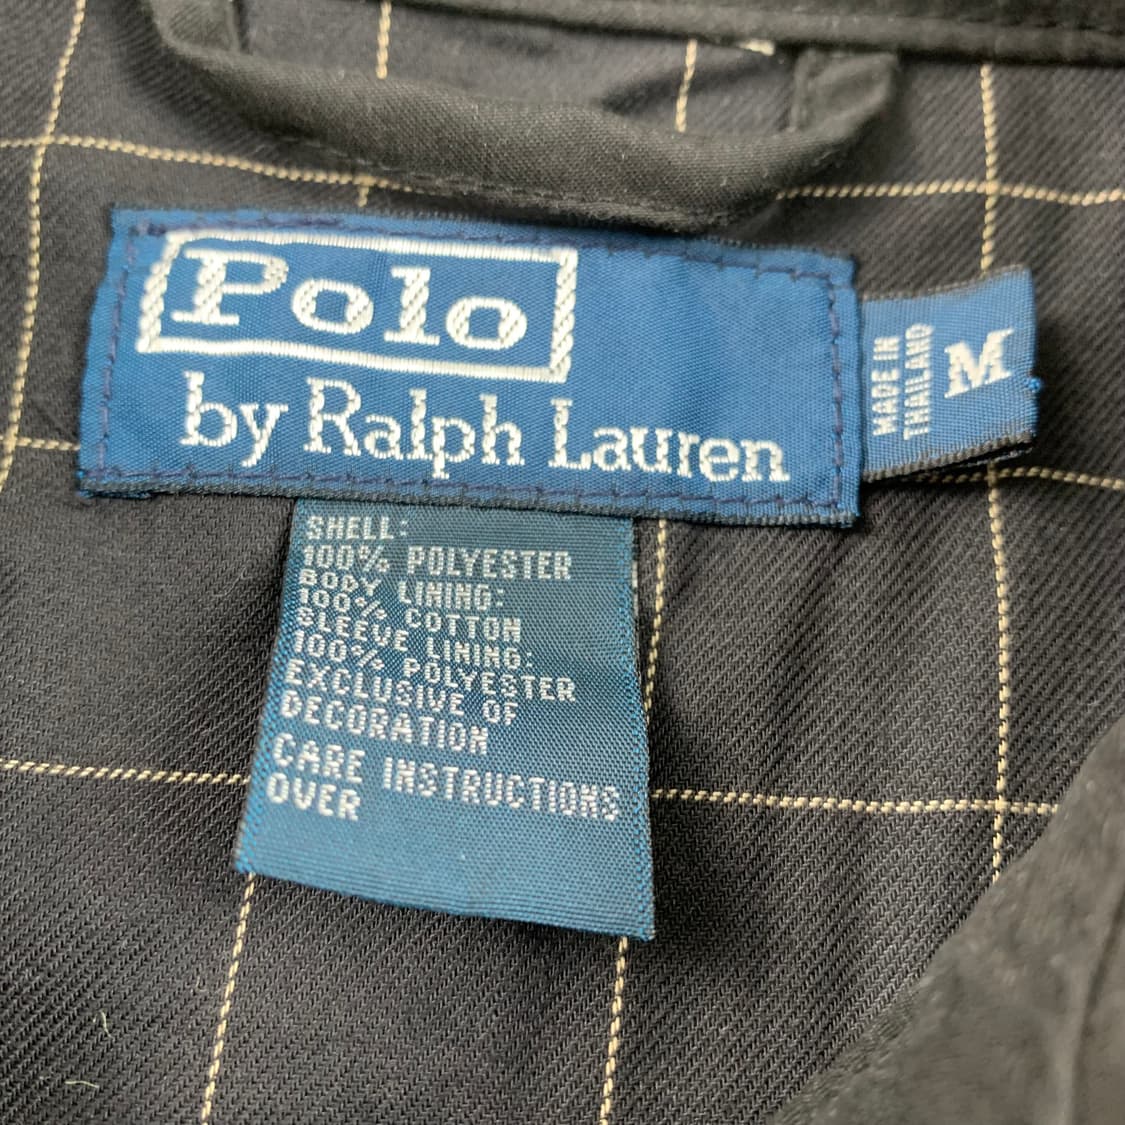 Polo
by Ralph Lauren
MADE IN
THAILAND
M
SHELL:
100% POLYESTER
BODY LINING:
100% COTTON
SLEEVE LINING:
100% POLYESTER
EXCLUSIVE OF
DECORATION
CARE INSTRUCTIONS
OVER